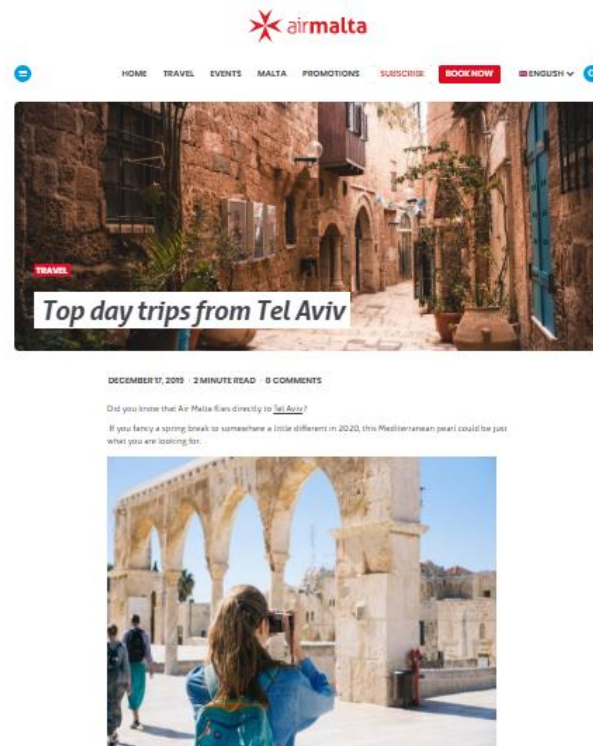 airmalta
HOME TRAVEL EVENTS MALTA PROMOTIONS SUBSCRIBE BOOK NOW ENGLISH
TRAVEL
Top day trips from Tel Aviv
DECEMBER 17, 2019 · 2 MINUTE READ · 0 COMMENTS
Did you know that Air Malta flies directly to Tel Aviv?
If you fancy a spring break to somewhere a little different in 2020, this Mediterranean pearl could be just
what you are looking for.